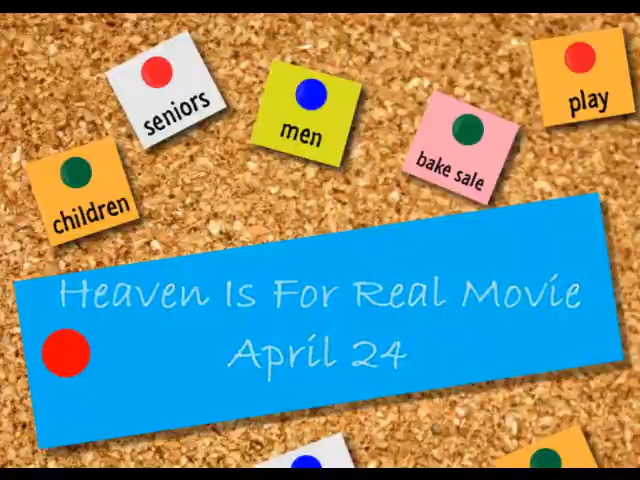 seniors
men
play
bake sale
children
Heaven Is For Real Movie
April 24